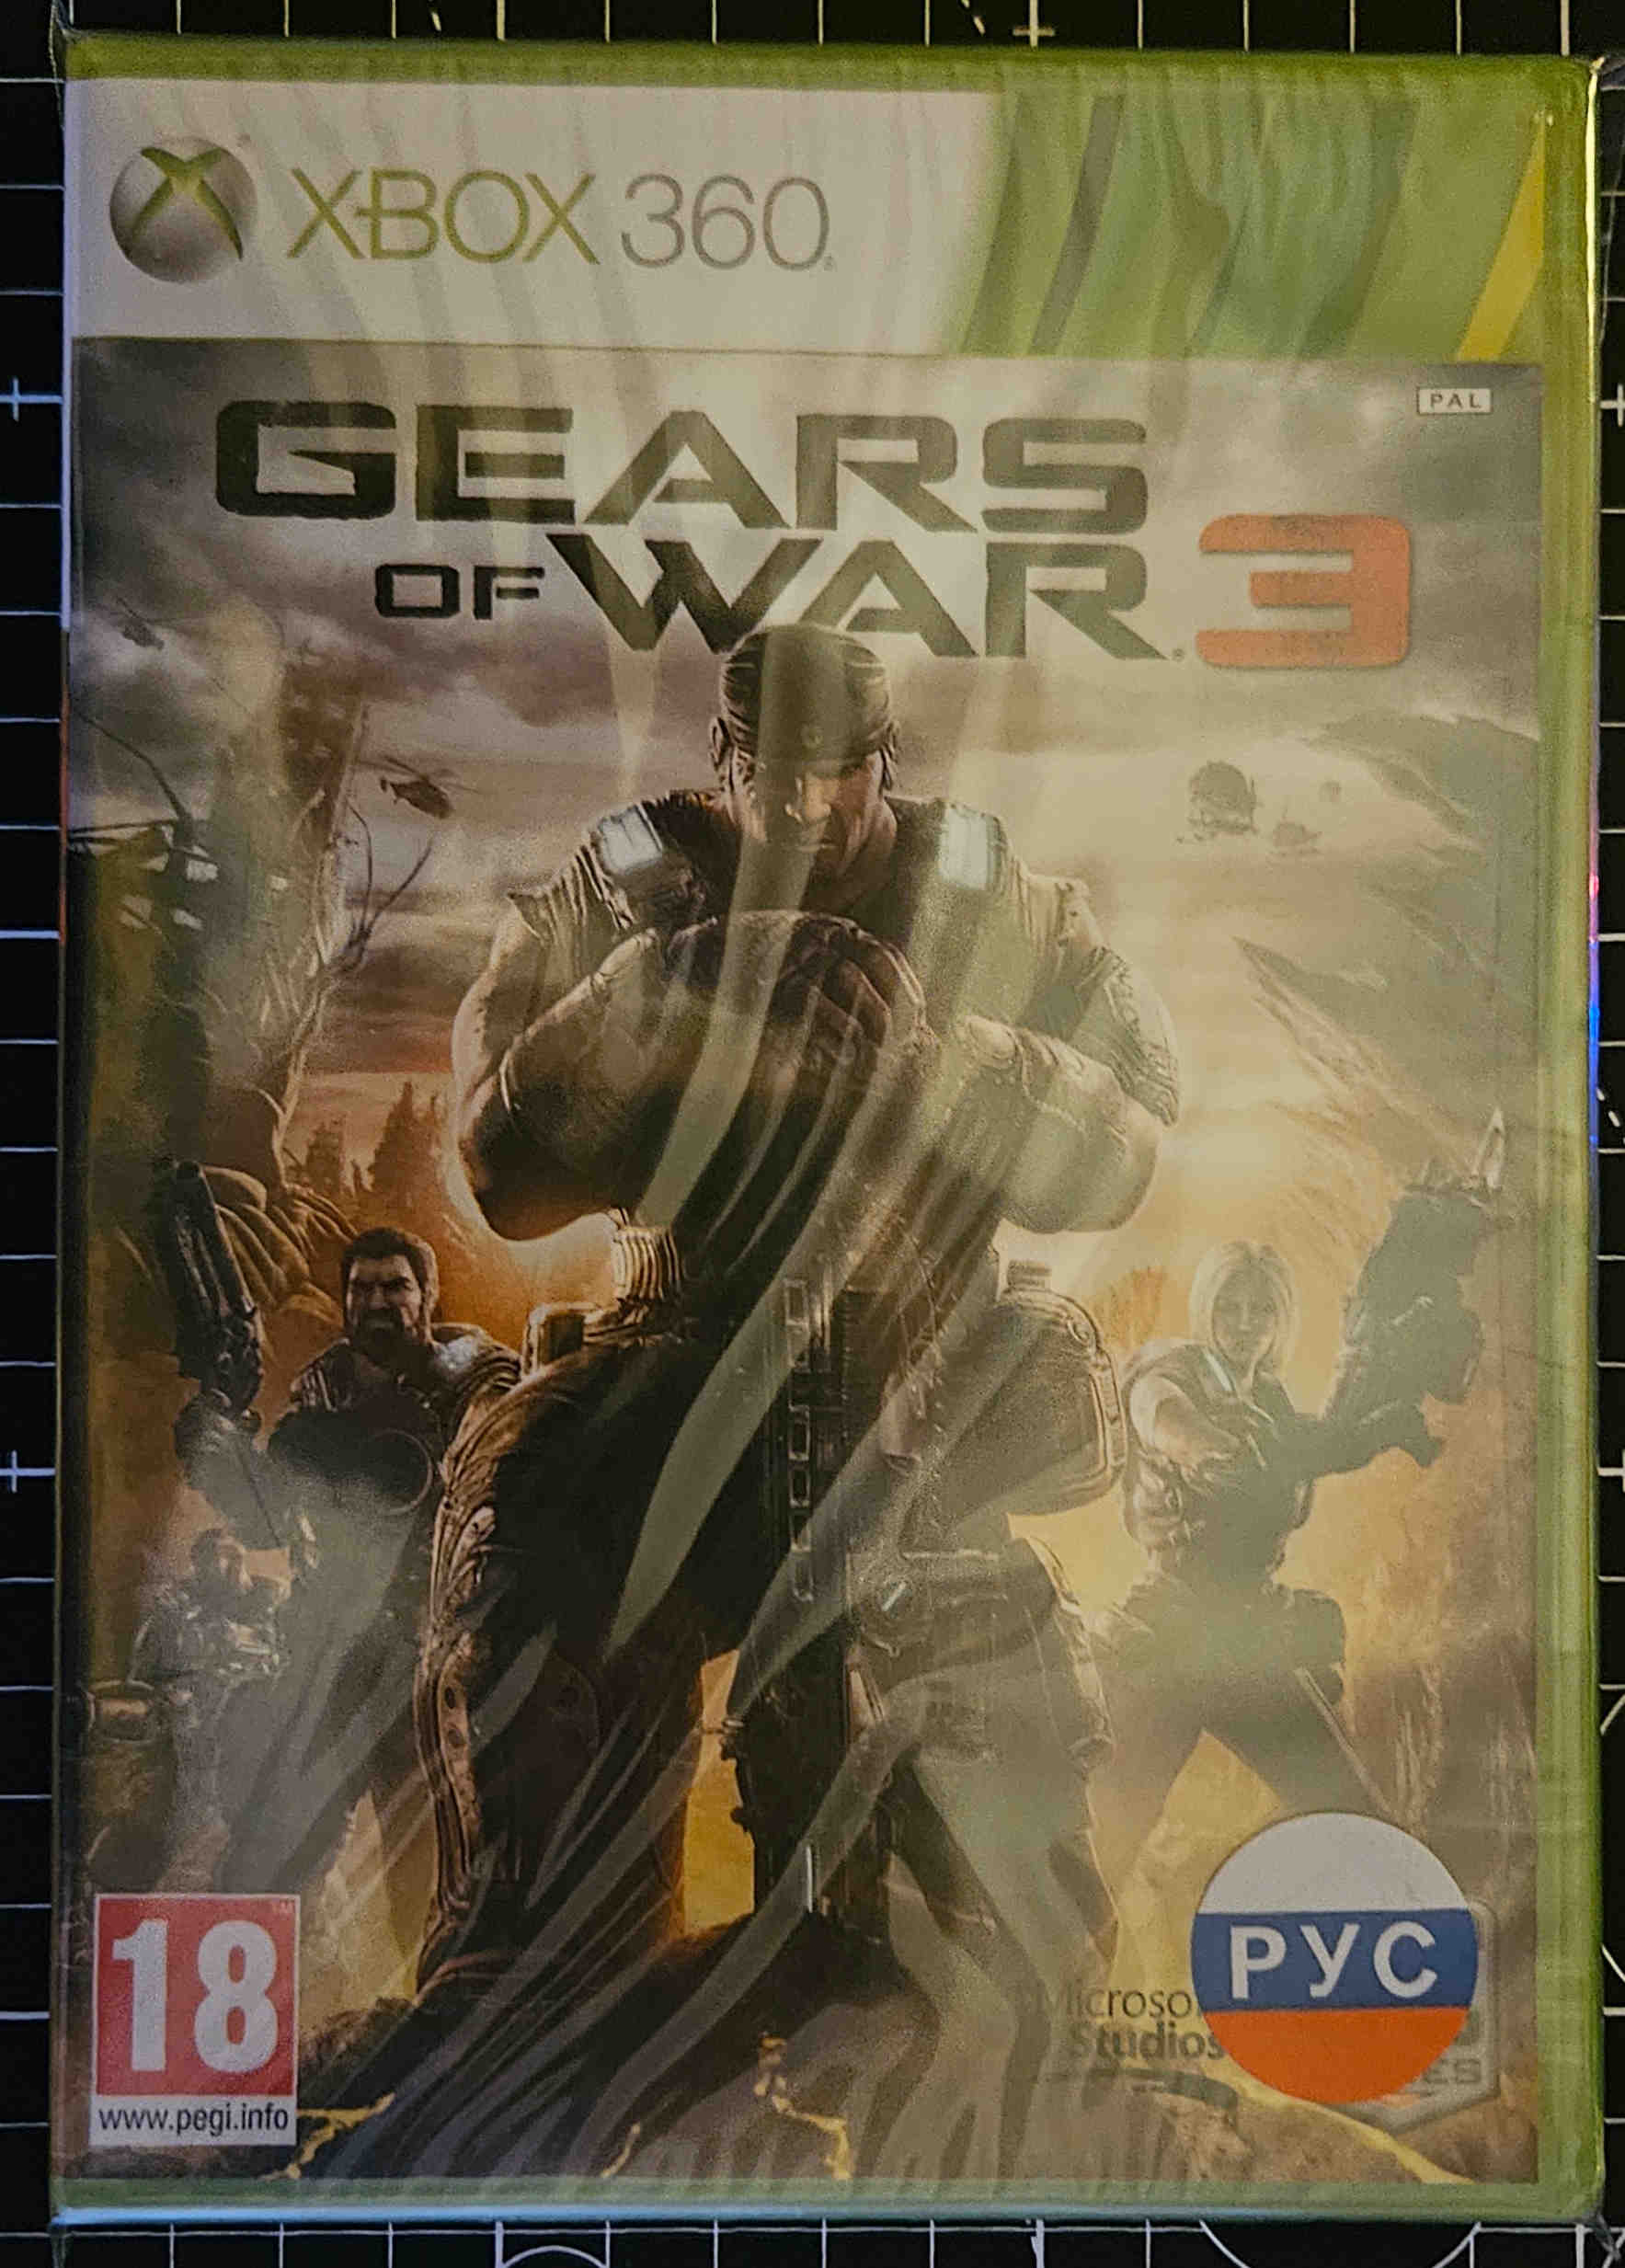 XBOX 360
PAL
GEARS
OF WAR 3
18
www.pegi.info
РУС
Studios